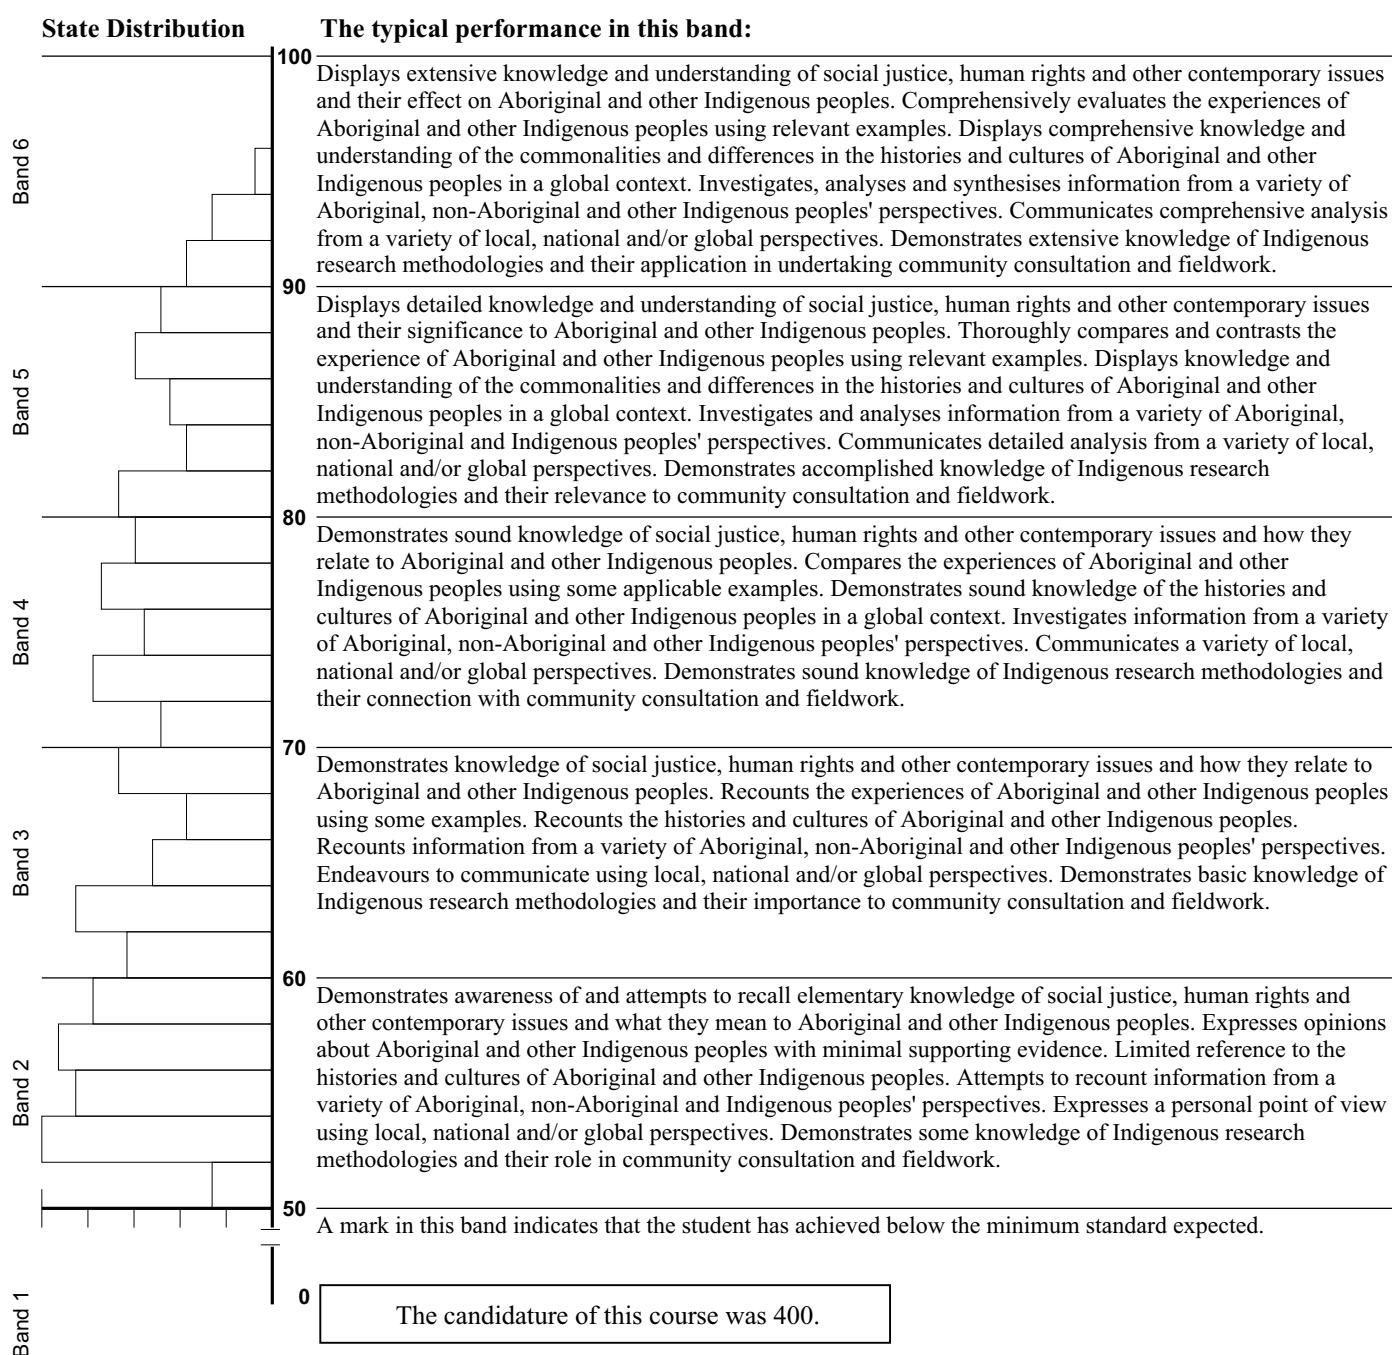 State Distribution
The typical performance in this band:
100
Band 6
Displays extensive knowledge and understanding of social justice, human rights and other contemporary issues
and their effect on Aboriginal and other Indigenous peoples. Comprehensively evaluates the experiences of
Aboriginal and other Indigenous peoples using relevant examples. Displays comprehensive knowledge and
understanding of the commonalities and differences in the histories and cultures of Aboriginal and other
Indigenous peoples in a global context. Investigates, analyses and synthesises information from a variety of
Aboriginal, non-Aboriginal and other Indigenous peoples' perspectives. Communicates comprehensive analysis
from a variety of local, national and/or global perspectives. Demonstrates extensive knowledge of Indigenous
research methodologies and their application in undertaking community consultation and fieldwork.
90
Band 5
Displays detailed knowledge and understanding of social justice, human rights and other contemporary issues
and their significance to Aboriginal and other Indigenous peoples. Thoroughly compares and contrasts the
experience of Aboriginal and other Indigenous peoples using relevant examples. Displays knowledge and
understanding of the commonalities and differences in the histories and cultures of Aboriginal and other
Indigenous peoples in a global context. Investigates and analyses information from a variety of Aboriginal,
non-Aboriginal and Indigenous peoples' perspectives. Communicates detailed analysis from a variety of local,
national and/or global perspectives. Demonstrates accomplished knowledge of Indigenous research
methodologies and their relevance to community consultation and fieldwork.
80
Band 4
Demonstrates sound knowledge of social justice, human rights and other contemporary issues and how they
relate to Aboriginal and other Indigenous peoples. Compares the experiences of Aboriginal and other
Indigenous peoples using some applicable examples. Demonstrates sound knowledge of the histories and
cultures of Aboriginal and other Indigenous peoples in a global context. Investigates information from a variety
of Aboriginal, non-Aboriginal and other Indigenous peoples' perspectives. Communicates a variety of local,
national and/or global perspectives. Demonstrates sound knowledge of Indigenous research methodologies and
their connection with community consultation and fieldwork.
70
Band 3
Demonstrates knowledge of social justice, human rights and other contemporary issues and how they relate to
Aboriginal and other Indigenous peoples. Recounts the experiences of Aboriginal and other Indigenous peoples
using some examples. Recounts the histories and cultures of Aboriginal and other Indigenous peoples.
Recounts information from a variety of Aboriginal, non-Aboriginal and other Indigenous peoples' perspectives.
Endeavours to communicate using local, national and/or global perspectives. Demonstrates basic knowledge of
Indigenous research methodologies and their importance to community consultation and fieldwork.
60
Band 2
Demonstrates awareness of and attempts to recall elementary knowledge of social justice, human rights and
other contemporary issues and what they mean to Aboriginal and other Indigenous peoples. Expresses opinions
about Aboriginal and other Indigenous peoples with minimal supporting evidence. Limited reference to the
histories and cultures of Aboriginal and other Indigenous peoples. Attempts to recount information from a
variety of Aboriginal, non-Aboriginal and Indigenous peoples' perspectives. Expresses a personal point of view
using local, national and/or global perspectives. Demonstrates some knowledge of Indigenous research
methodologies and their role in community consultation and fieldwork.
50
A mark in this band indicates that the student has achieved below the minimum standard expected.
Band 1
0
The candidature of this course was 400.